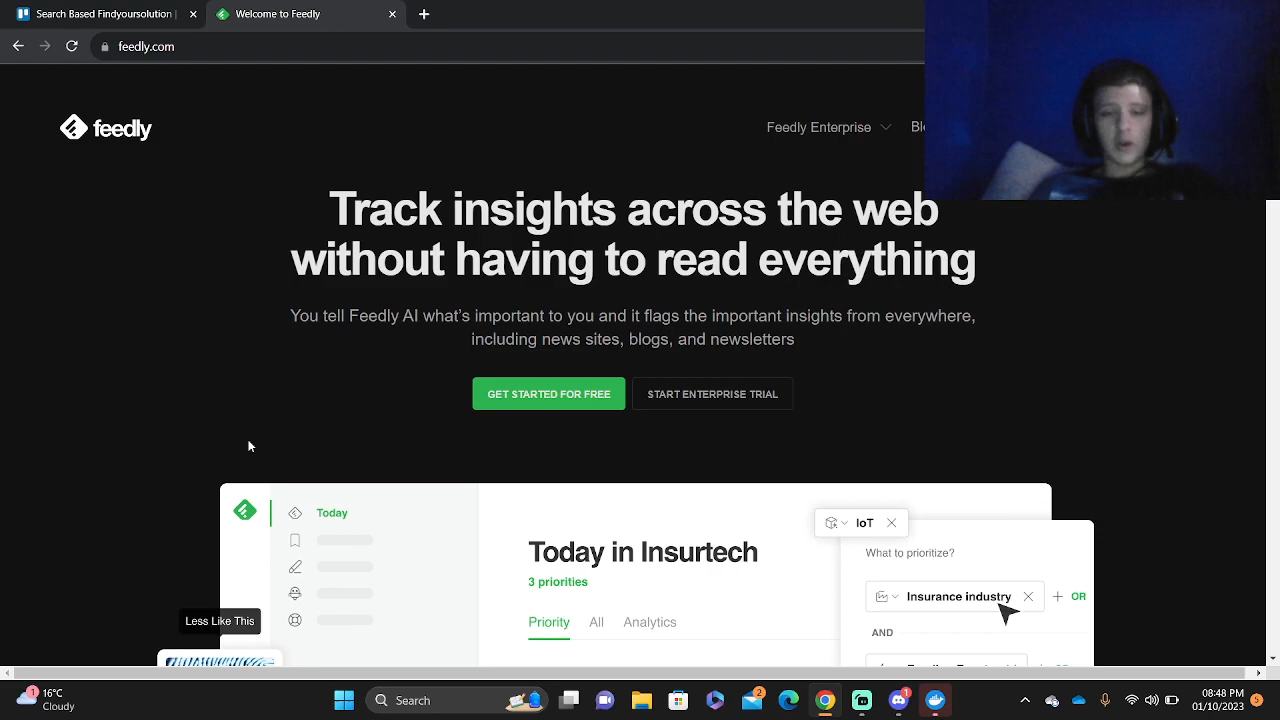 Search Based Findyoursolution |
Welcome to Feedly
feedly.com
feedly
Feedly Enterprise
Track insights across the web
without having to read everything
You tell Feedly AI what's important to you and it flags the important insights from everywhere,
including news sites, blogs, and newsletters
GET STARTED FOR FREE
START ENTERPRISE TRIAL
Today
IoT
Today in Insurtech
What to prioritize?
3 priorities
Insurance industry
OR
Less Like This
Priority
All
Analytics
AND
1
16°C
Cloudy
Search
2
1
08:48 PM
01/10/2023
5